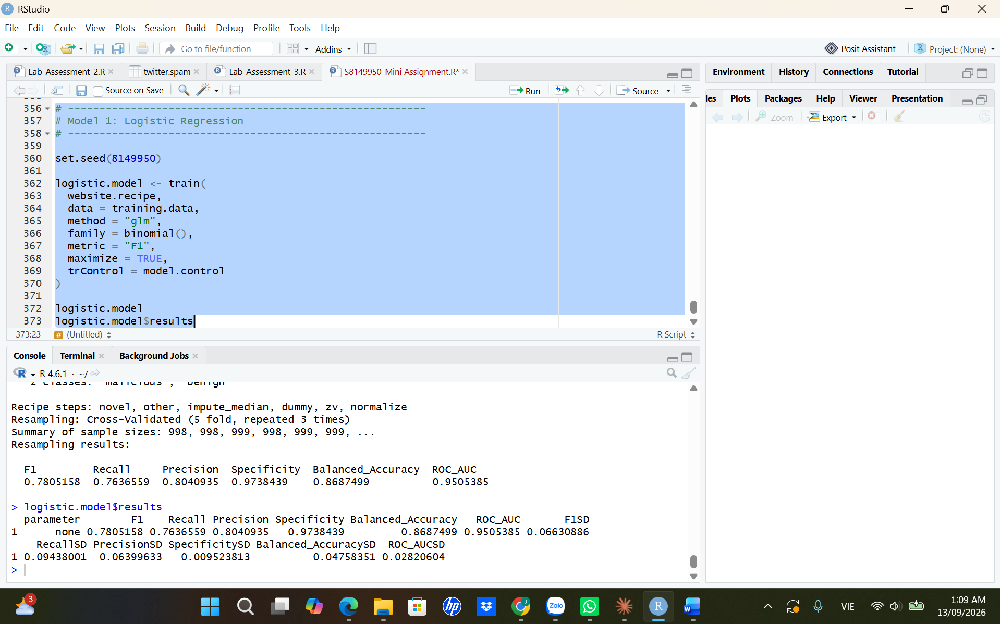 RStudio
File Edit Code View Plots Session Build Debug Profile Tools Help
Go to file/function Addins Posit Assistant Project: (None)
Lab_Assessment_2.R twitter.spam Lab_Assessment_3.R S8149950_Mini Assignment.R*
Source on Save Run Source
356 # ---------------------------------------------------------
357 # Model 1: Logistic Regression
358 # ---------------------------------------------------------
359
360 set.seed(8149950)
361
362 logistic.model <- train(
363 website.recipe,
364 data = training.data,
365 method = "glm",
366 family = binomial(),
367 metric = "F1",
368 maximize = TRUE,
369 trControl = model.control
370 )
371
372 logistic.model
373 logistic.model$results
373:23 # (Untitled) R Script
Console Terminal Background Jobs
R 4.6.1 · ~/
2 classes: 'malicious', 'benign'
Recipe steps: novel, other, impute_median, dummy, zv, normalize
Resampling: Cross-Validated (5 fold, repeated 3 times)
Summary of sample sizes: 998, 998, 999, 998, 999, 999, ...
Resampling results:
F1 Recall Precision Specificity Balanced_Accuracy ROC_AUC
0.7805158 0.7636559 0.8040935 0.9738439 0.8687499 0.9505385
> logistic.model$results
parameter F1 Recall Precision Specificity Balanced_Accuracy ROC_AUC F1SD
1 none 0.7805158 0.7636559 0.8040935 0.9738439 0.8687499 0.9505385 0.06630886
RecallSD PrecisionSD SpecificitySD Balanced_AccuracySD ROC_AUCSD
1 0.09438001 0.06399633 0.009523813 0.04758351 0.02820604
>
Environment History Connections Tutorial
les Plots Packages Help Viewer Presentation
Zoom Export
3
hp
Zalo
R
W
VIE
1:09 AM
13/09/2026